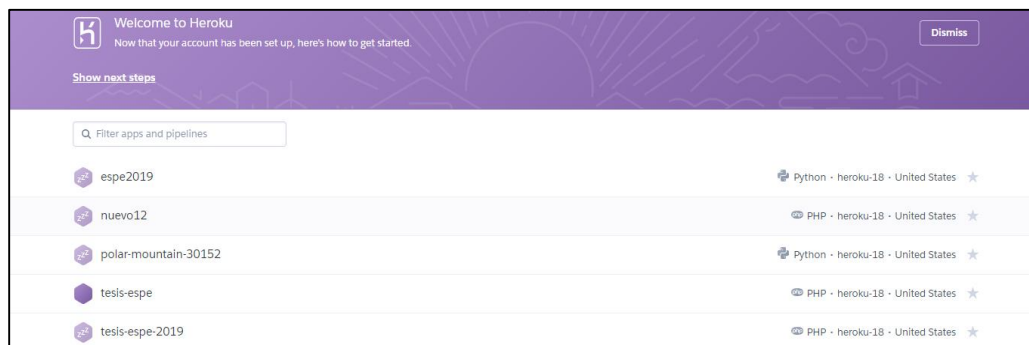 Welcome to Heroku
Now that your account has been set up, here's how to get started.
Dismiss
Show next steps
Filter apps and pipelines
espe2019 Python · heroku-18 · United States
nuevo12 PHP · heroku-18 · United States
polar-mountain-30152 Python · heroku-18 · United States
tesis-espe PHP · heroku-18 · United States
tesis-espe-2019 PHP · heroku-18 · United States